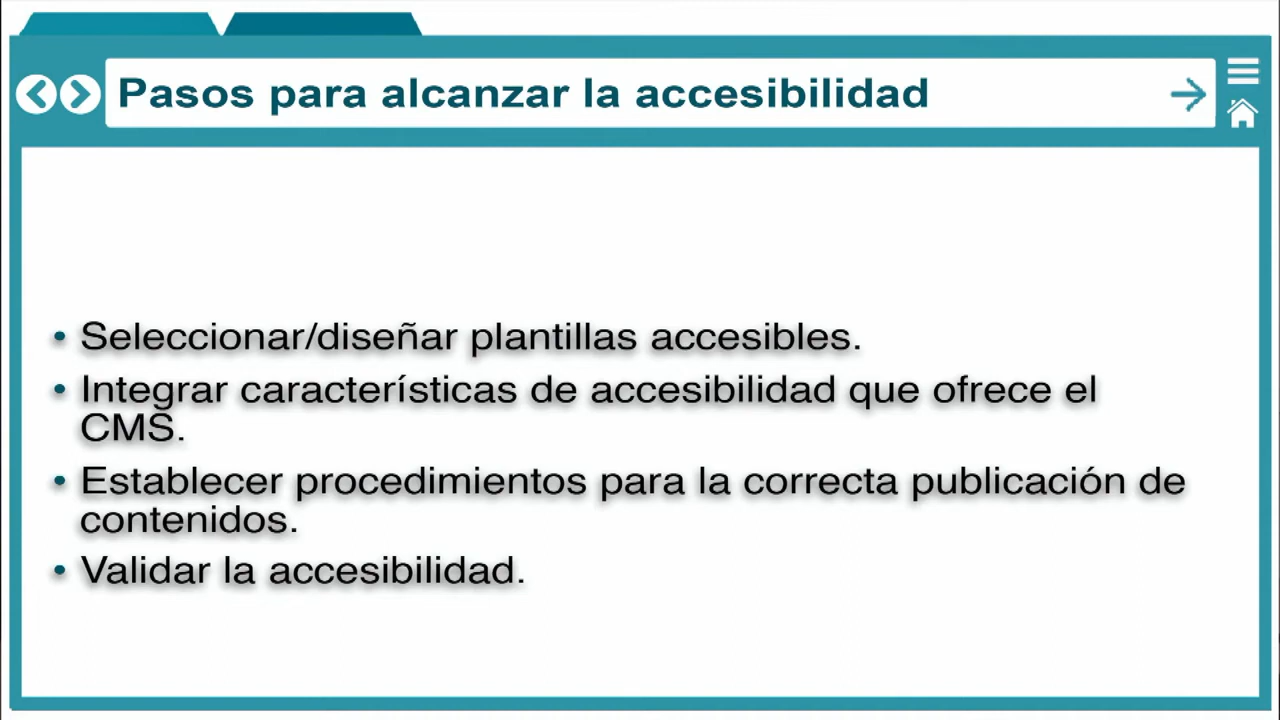 Pasos para alcanzar la accesibilidad
• Seleccionar/diseñar plantillas accesibles.
• Integrar características de accesibilidad que ofrece el
CMS.
• Establecer procedimientos para la correcta publicación de
contenidos.
• Validar la accesibilidad.